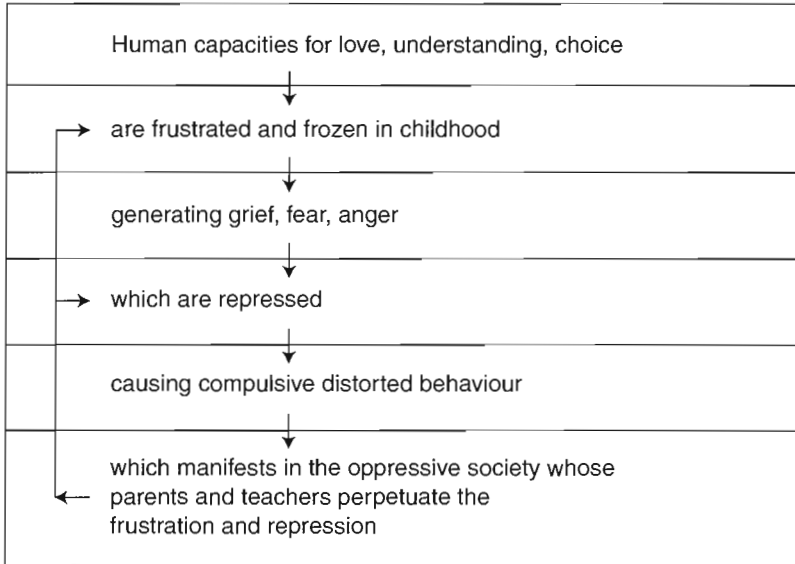 Human capacities for love, understanding, choice
are frustrated and frozen in childhood
generating grief, fear, anger
which are repressed
causing compulsive distorted behaviour
which manifests in the oppressive society whose
parents and teachers perpetuate the
frustration and repression